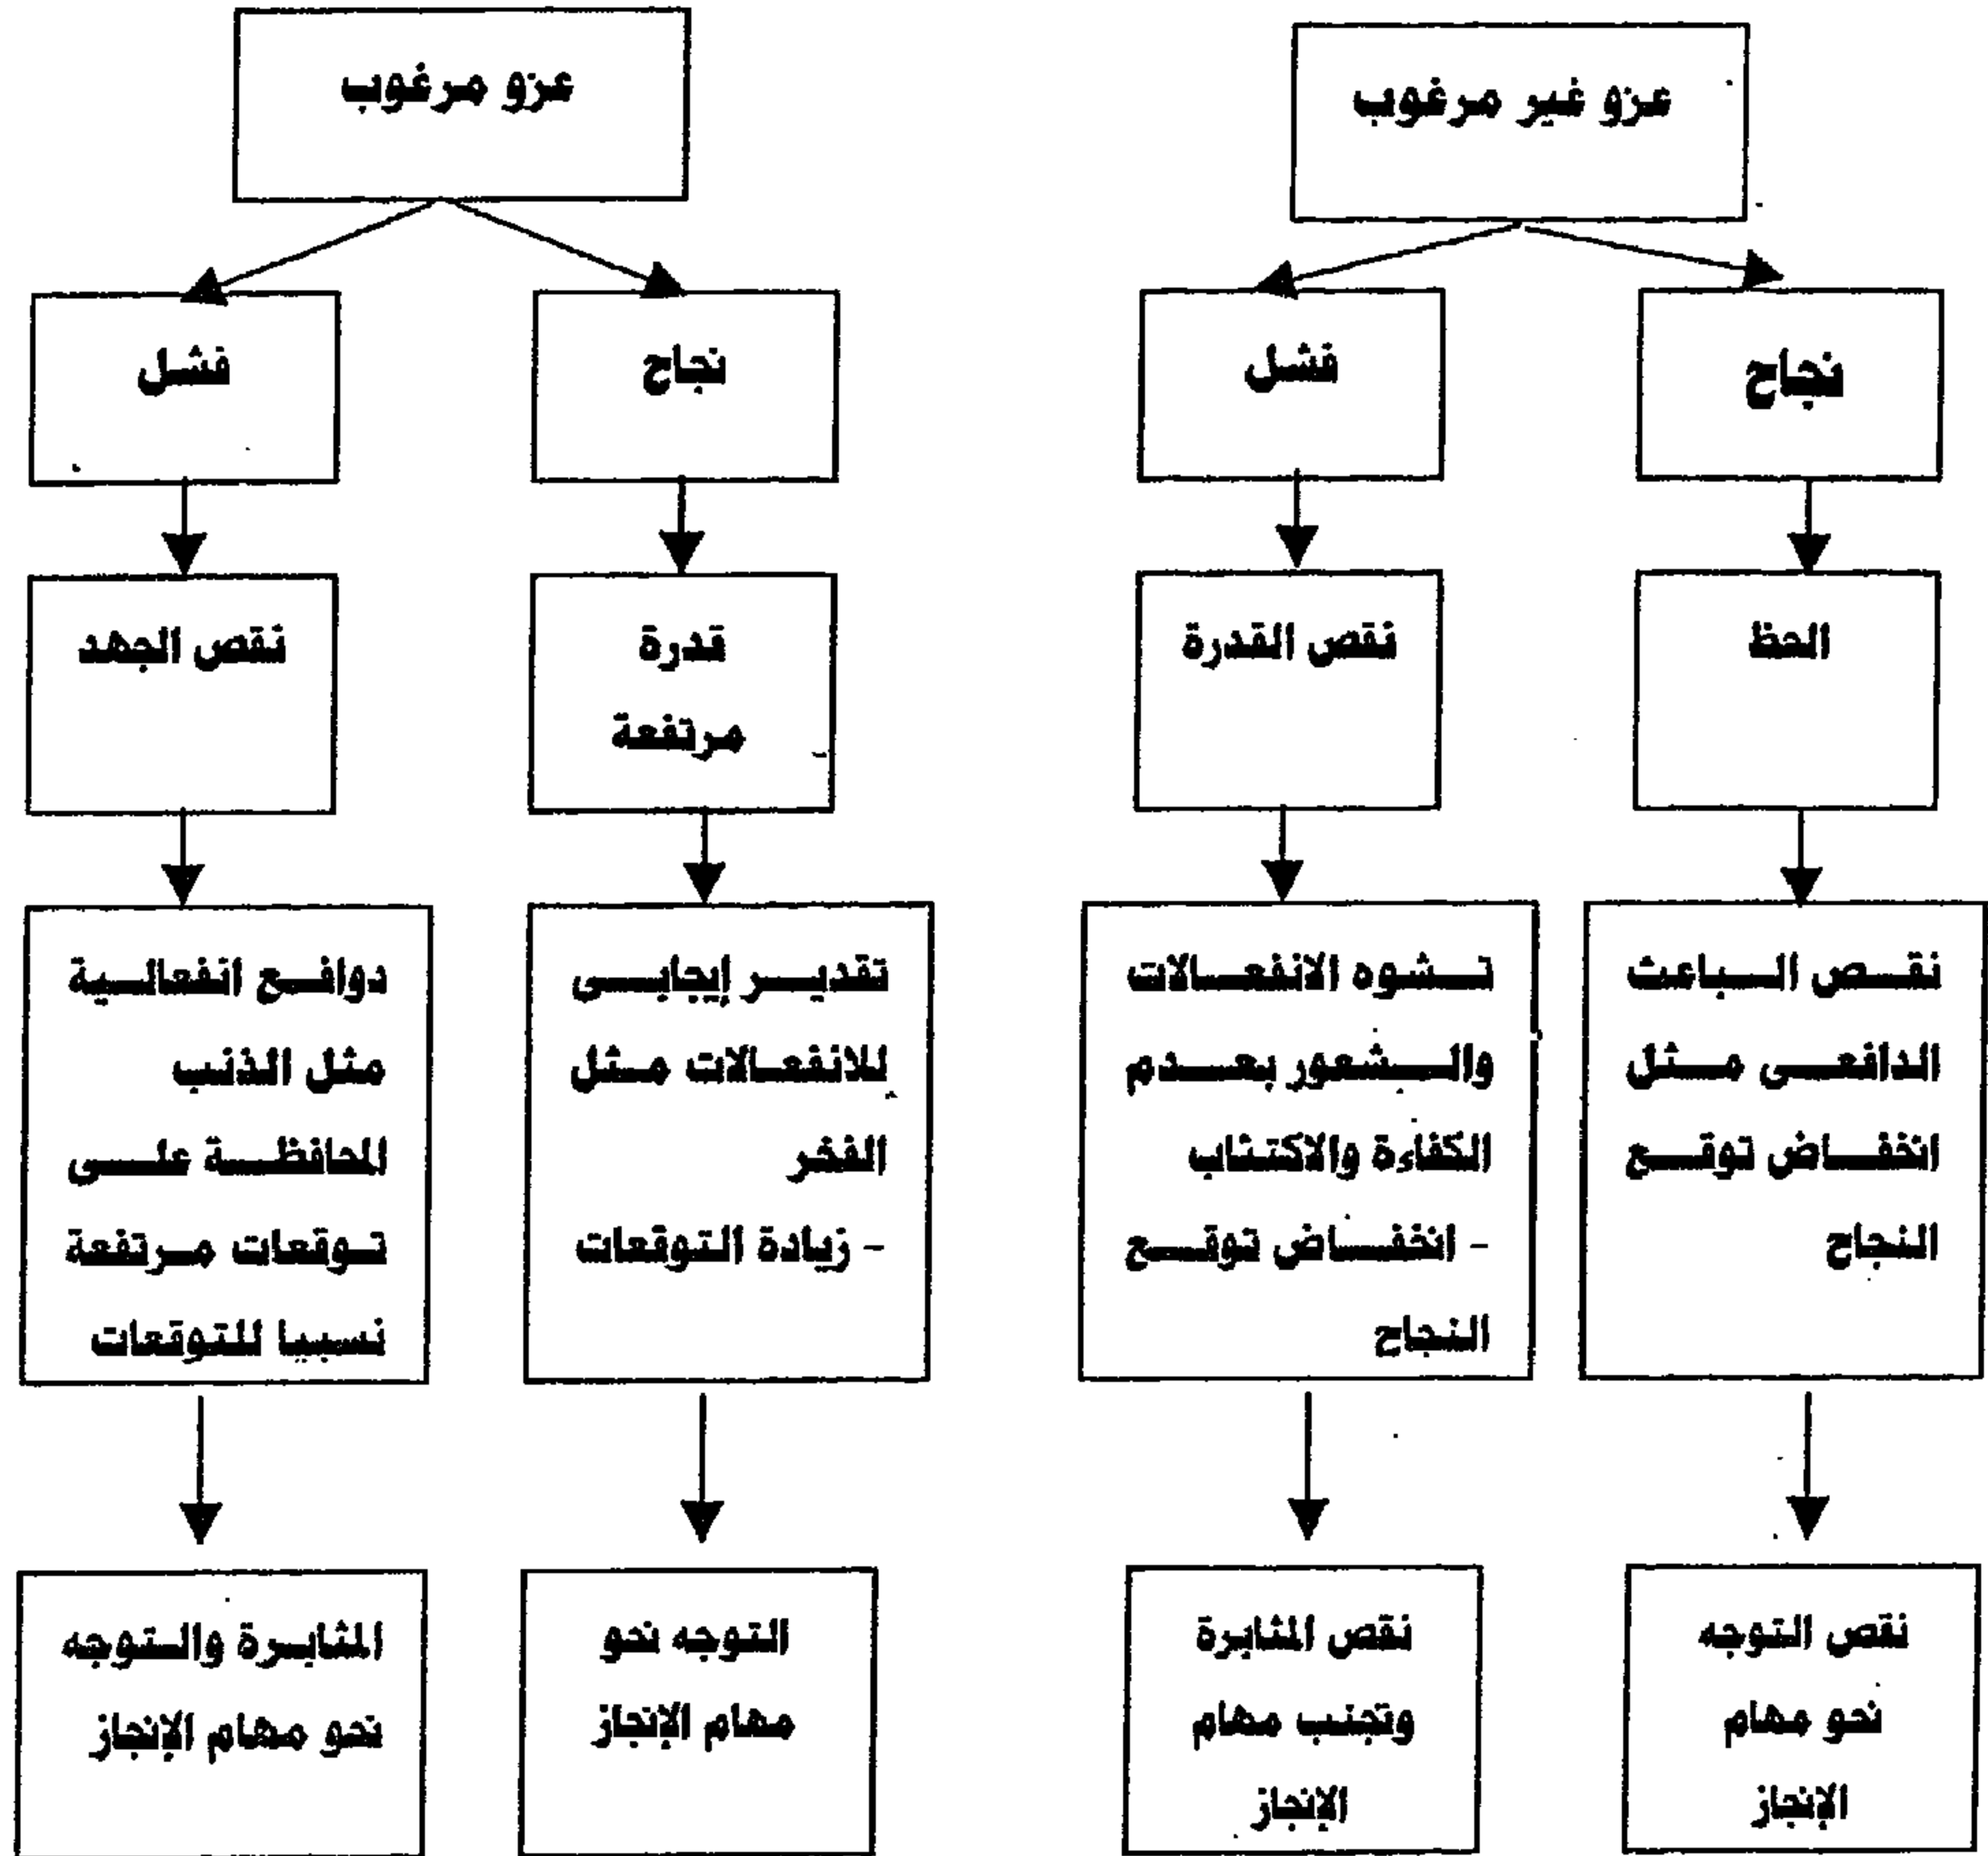 عزو غير مرغوب
نجاح
الحظ
نقص الباعث
الدافعى مثل
انخفاض توقع
النجاح
نقص التوجه
نحو مهام
الإنجاز
فشل
نقص القدرة
تشوه الانفعالات
والشعور بعدم
الكفاءة والاكتئاب
- انخفاض توقع
النجاح
نقص المثابرة
وتجنب مهام
الإنجاز
عزو مرغوب
نجاح
قدرة
مرتفعة
تقدير إيجابى
للانفعالات مثل
الفخر
- زيادة التوقعات
التوجه نحو
مهام الإنجاز
فشل
نقص الجهد
دوافع انفعالية
مثل الذنب
المحافظة على
توقعات مرتفعة
نسبيا للتوقعات
المثابرة والتوجه
نحو مهام الإنجاز